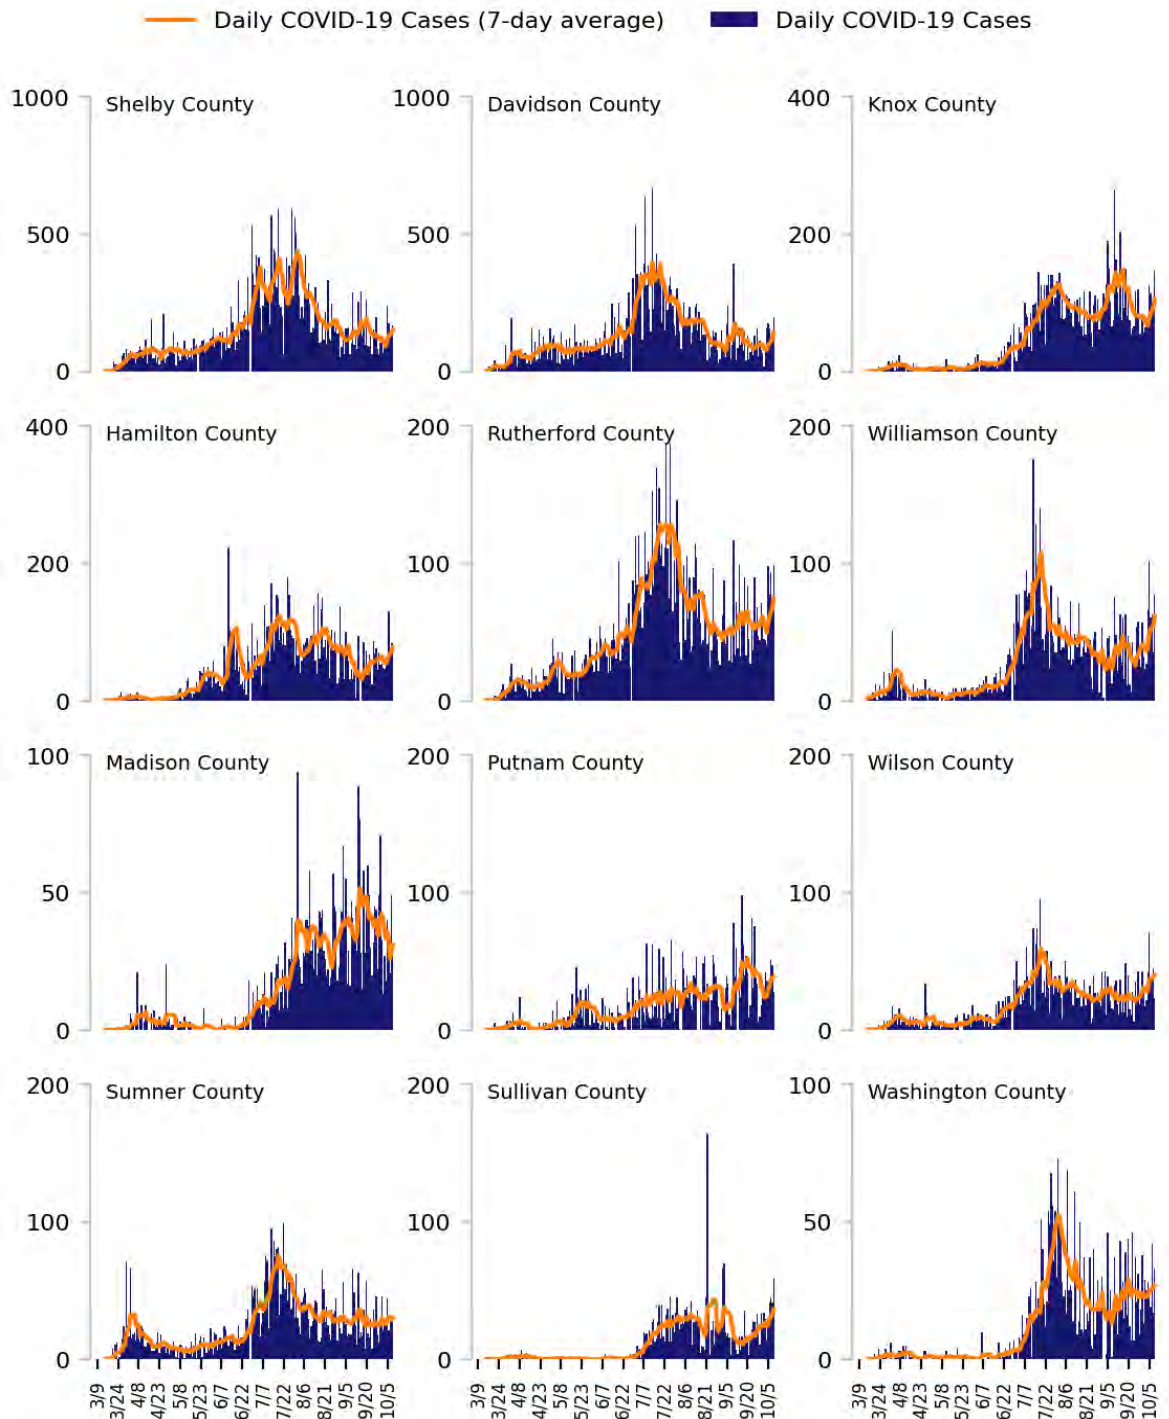 Daily COVID-19 Cases (7-day average) Daily COVID-19 Cases
1000 Shelby County 1000 Davidson County 400 Knox County
500 500 200
0 0 0
400 Hamilton County 200 Rutherford County 200 Williamson County
200 100 100
0 0 0
100 Madison County 200 Putnam County 200 Wilson County
50 100 100
0 0 0
200 Sumner County 200 Sullivan County 100 Washington County
100 100 50
0 0 0
3/9 3/24 4/8 4/23 5/8 5/23 6/7 6/22 7/7 7/22 8/6 8/21 9/5 9/20 10/5 3/9 3/24 4/8 4/23 5/8 5/23 6/7 6/22 7/7 7/22 8/6 8/21 9/5 9/20 10/5 3/9 3/24 4/8 4/23 5/8 5/23 6/7 6/22 7/7 7/22 8/6 8/21 9/5 9/20 10/5